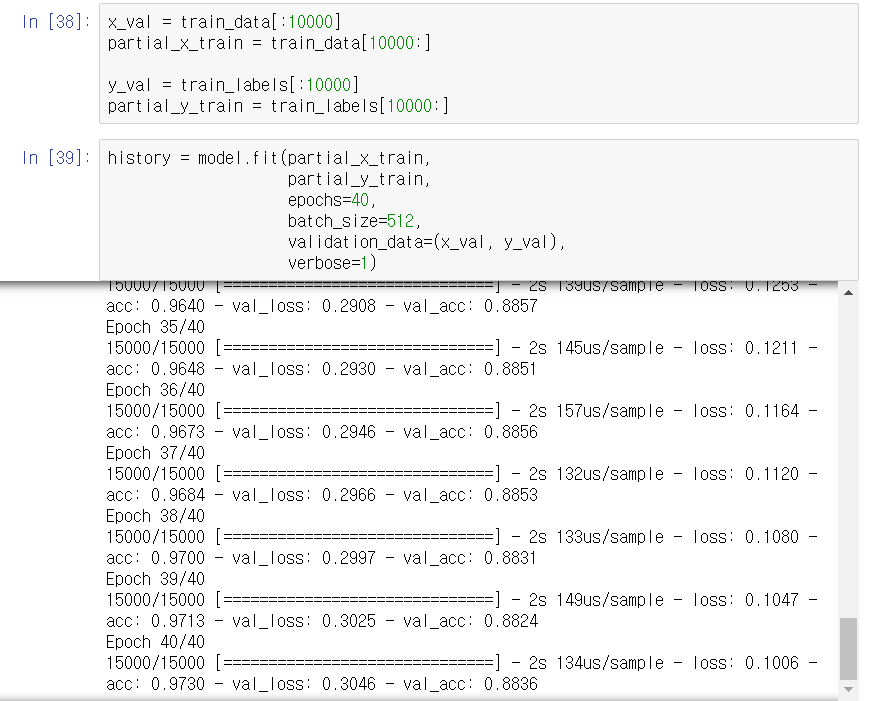 In [38]: x_val = train_data[:10000]
partial_x_train = train_data[10000:]
y_val = train_labels[:10000]
partial_y_train = train_labels[10000:]
In [39]: history = model.fit(partial_x_train,
partial_y_train,
epochs=40,
batch_size=512,
validation_data=(x_val, y_val),
verbose=1)
15000/15000 [==============================] - 2s 139us/sample - loss: 0.1253 -
acc: 0.9640 - val_loss: 0.2908 - val_acc: 0.8857
Epoch 35/40
15000/15000 [==============================] - 2s 145us/sample - loss: 0.1211 -
acc: 0.9648 - val_loss: 0.2930 - val_acc: 0.8851
Epoch 36/40
15000/15000 [==============================] - 2s 157us/sample - loss: 0.1164 -
acc: 0.9673 - val_loss: 0.2946 - val_acc: 0.8856
Epoch 37/40
15000/15000 [==============================] - 2s 132us/sample - loss: 0.1120 -
acc: 0.9684 - val_loss: 0.2966 - val_acc: 0.8853
Epoch 38/40
15000/15000 [==============================] - 2s 133us/sample - loss: 0.1080 -
acc: 0.9700 - val_loss: 0.2997 - val_acc: 0.8831
Epoch 39/40
15000/15000 [==============================] - 2s 149us/sample - loss: 0.1047 -
acc: 0.9713 - val_loss: 0.3025 - val_acc: 0.8824
Epoch 40/40
15000/15000 [==============================] - 2s 134us/sample - loss: 0.1006 -
acc: 0.9730 - val_loss: 0.3046 - val_acc: 0.8836